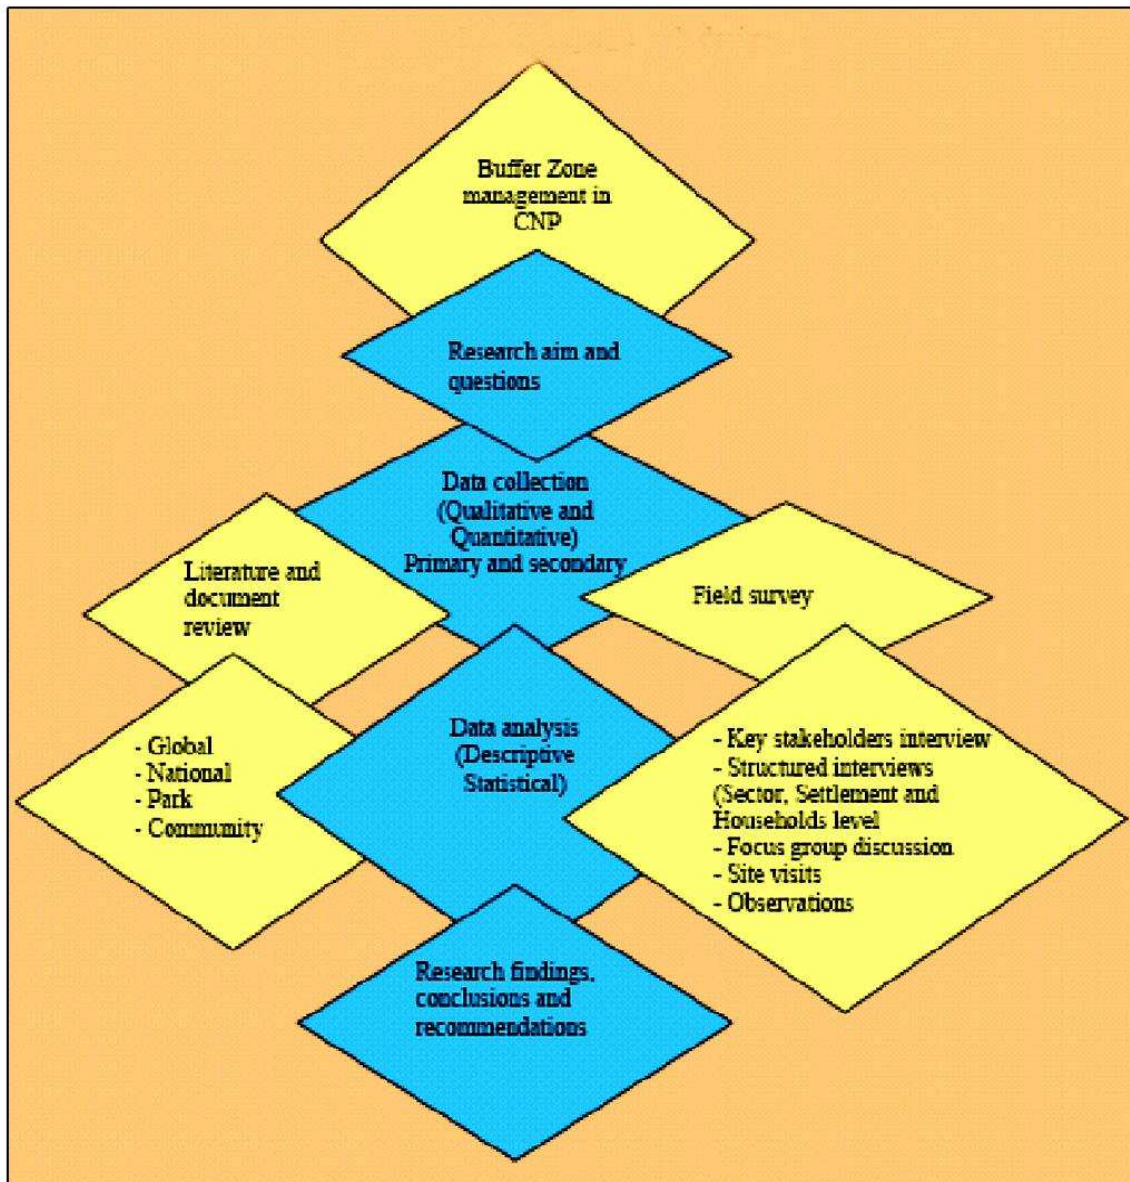 Buffer Zone
management in
CNP
Research aim and
questions
Data collection
(Qualitative and
Quantitative)
Primary and secondary
Literature and
document
review
Field survey
- Global
- National
- Park
- Community
Data analysis
(Descriptive
Statistical)
- Key stakeholders interview
- Structured interviews
(Sector, Settlement and
Households level
- Focus group discussion
- Site visits
- Observations
Research findings,
conclusions and
recommendations